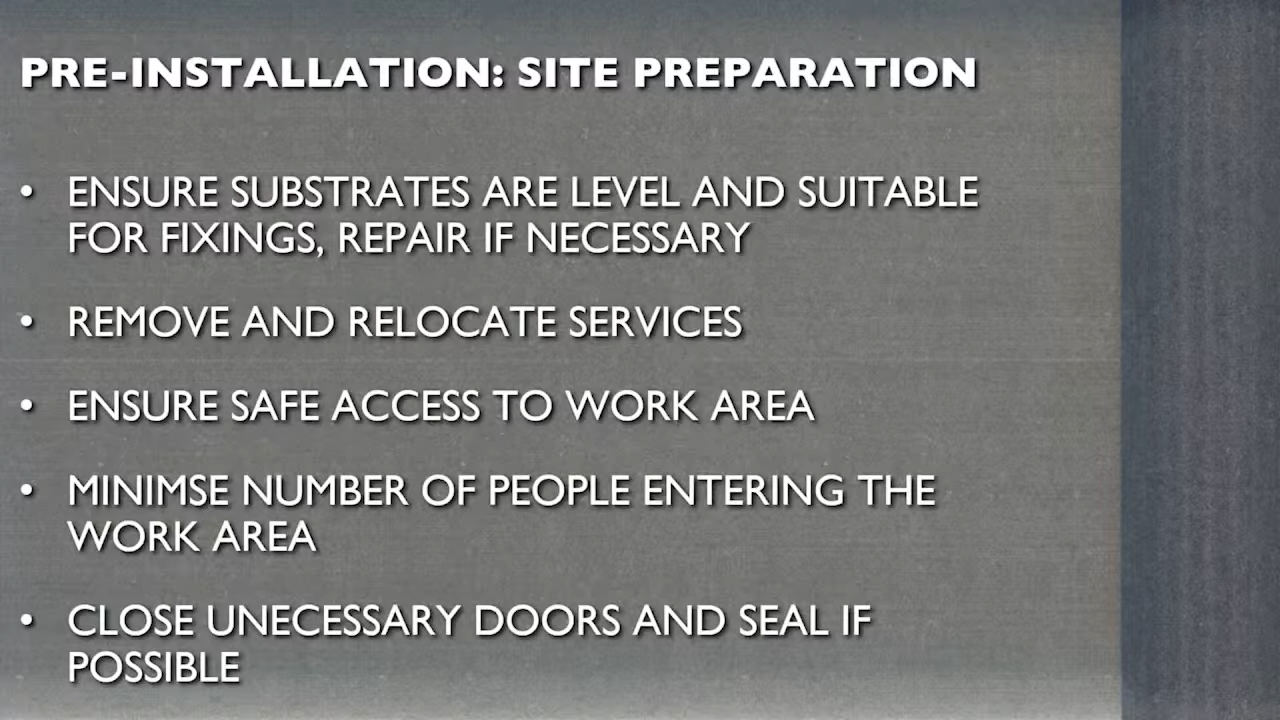 PRE-INSTALLATION: SITE PREPARATION
• ENSURE SUBSTRATES ARE LEVEL AND SUITABLE
FOR FIXINGS, REPAIR IF NECESSARY
• REMOVE AND RELOCATE SERVICES
• ENSURE SAFE ACCESS TO WORK AREA
• MINIMSE NUMBER OF PEOPLE ENTERING THE
WORK AREA
• CLOSE UNECESSARY DOORS AND SEAL IF
POSSIBLE